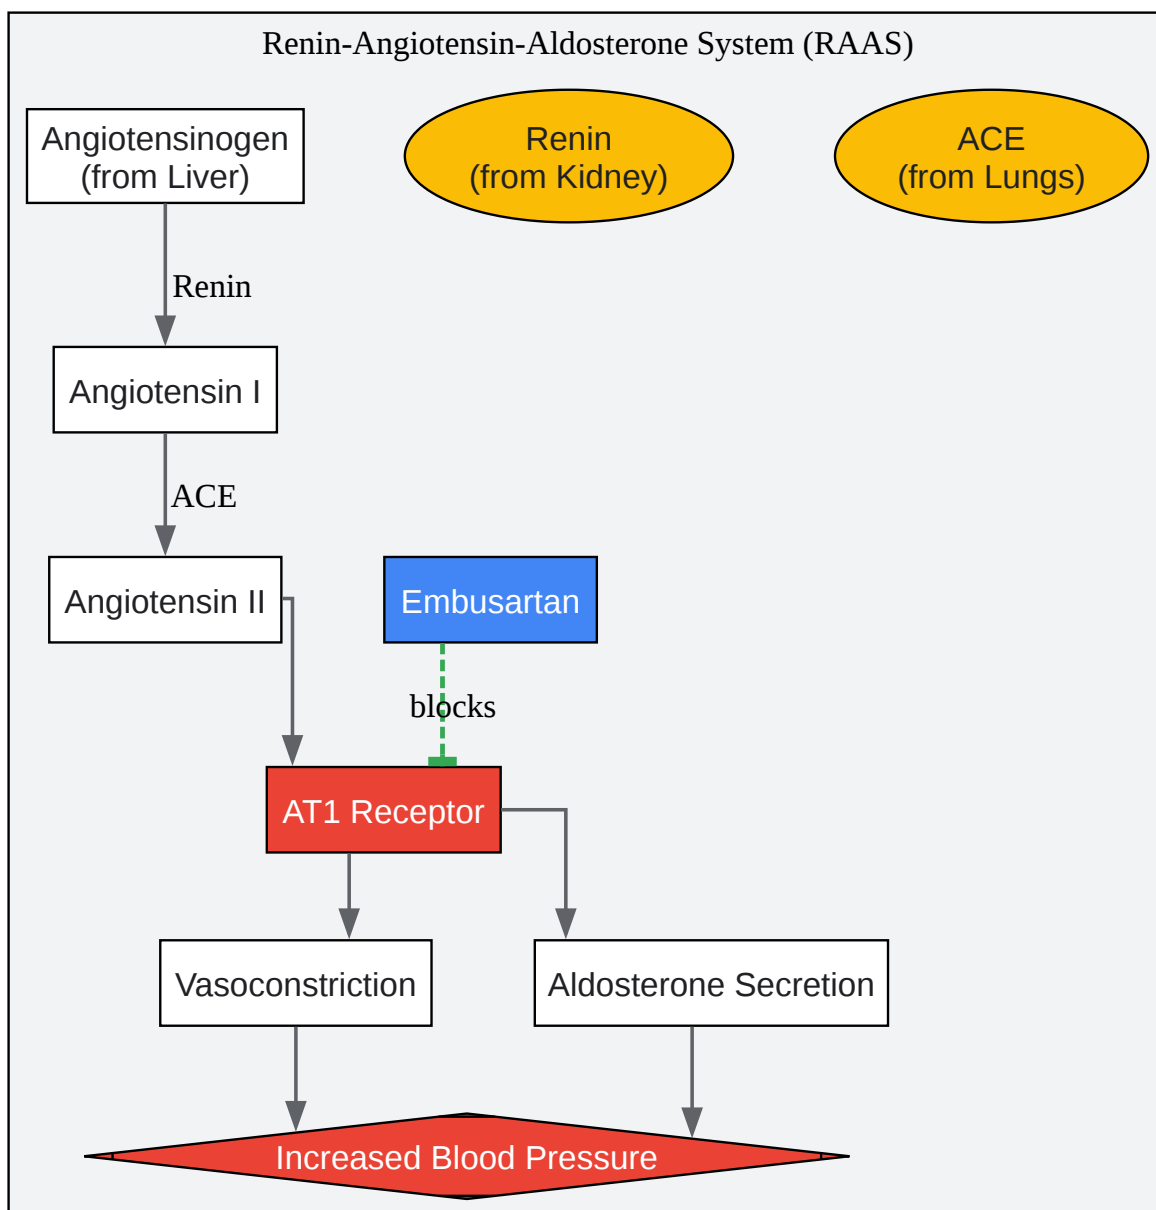 Renin-Angiotensin-Aldosterone System (RAAS)
Angiotensinogen
(from Liver)
Renin
(from Kidney)
ACE
(from Lungs)
Renin
Angiotensin I
ACE
Angiotensin II
Embusartan
blocks
AT1 Receptor
Vasoconstriction
Aldosterone Secretion
Increased Blood Pressure